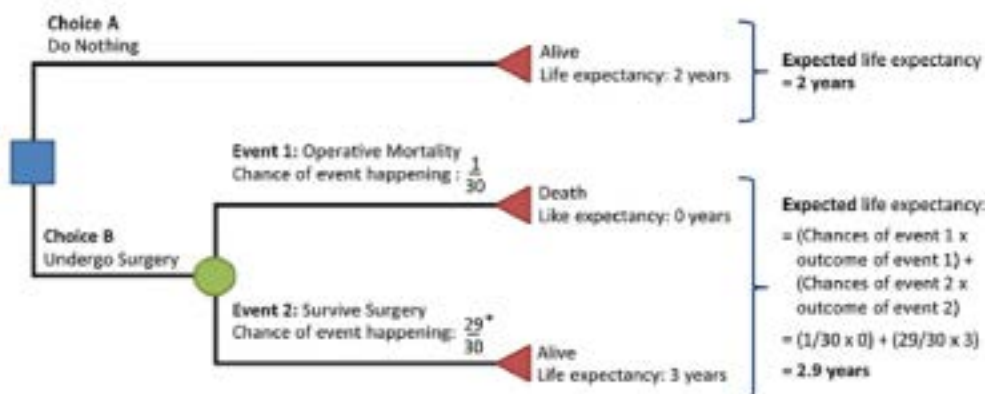 Choice A
Do Nothing
Alive
Life expectancy: 2 years
Expected life expectancy
= 2 years
Event 1: Operative Mortality
Chance of event happening : 1/30
Death
Like expectancy: 0 years
Choice B
Undergo Surgery
Event 2: Survive Surgery
Chance of event happening: 29*/30
Alive
Life expectancy: 3 years
Expected life expectancy:
= (Chances of event 1 x
outcome of event 1) +
(Chances of event 2 x
outcome of event 2)
= (1/30 x 0) + (29/30 x 3)
= 2.9 years